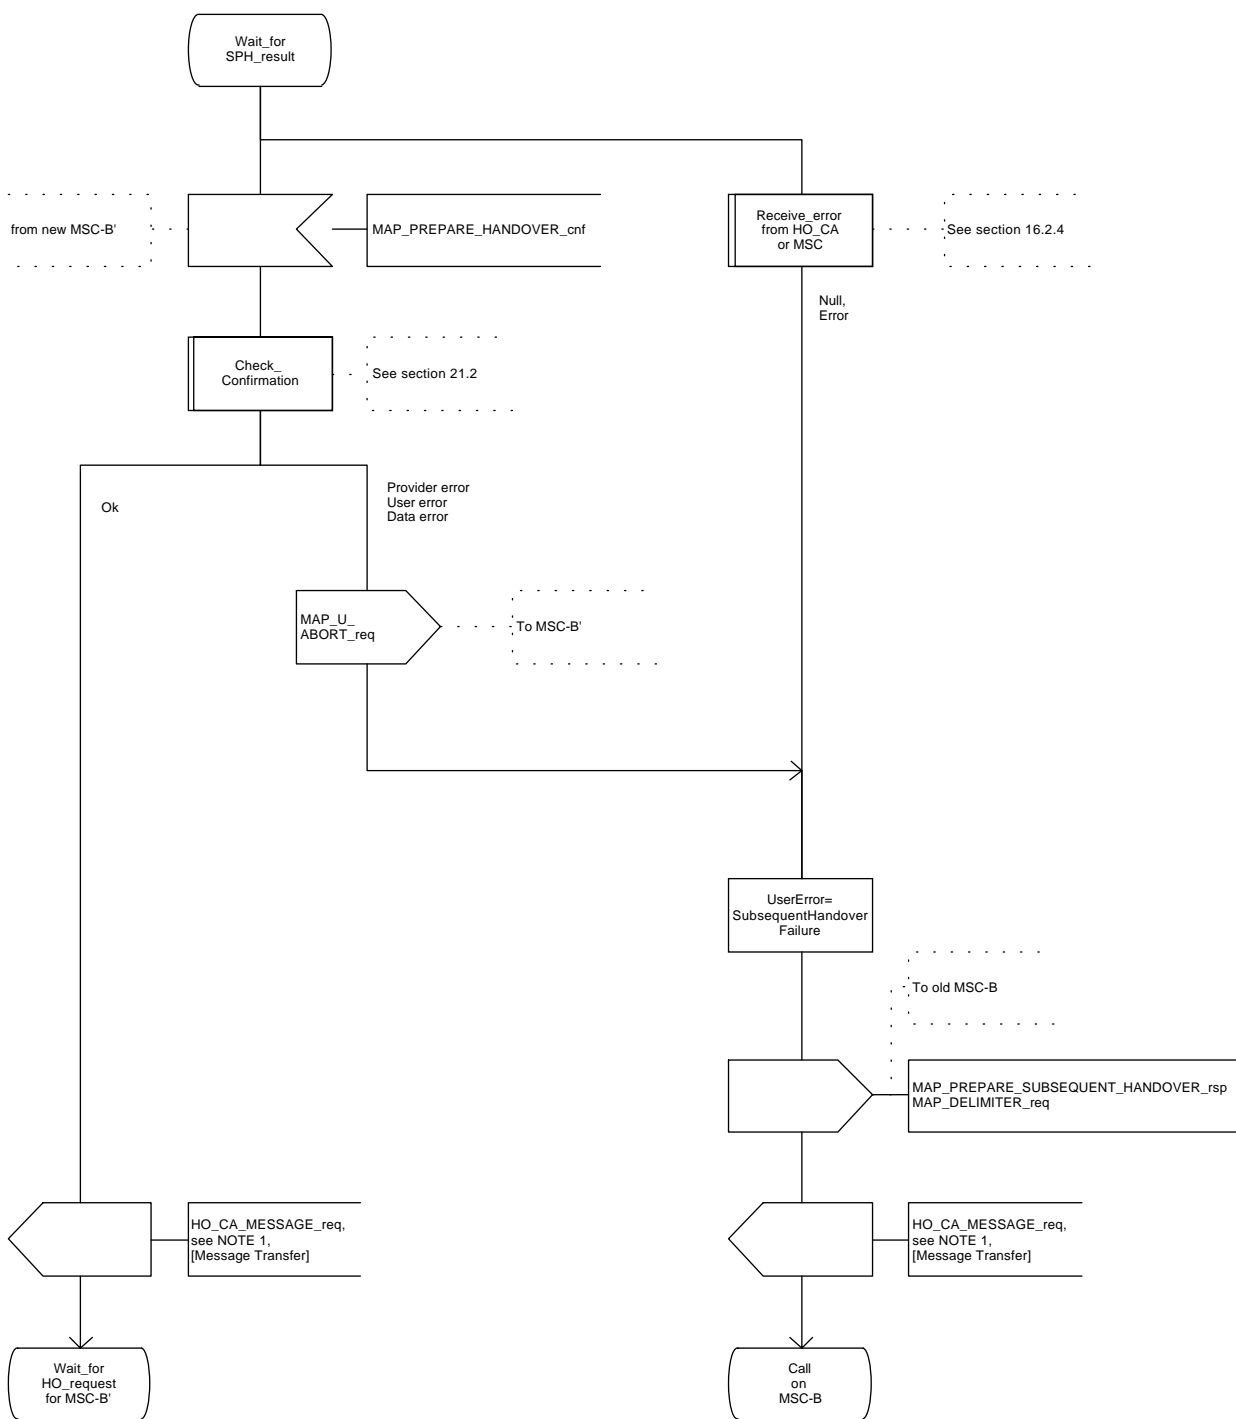 Wait_for
SPH_result
from new MSC-B'
MAP_PREPARE_HANDOVER_cnf
Receive_error
from HO_CA
or MSC
See section 16.2.4
Null,
Error
Check_
Confirmation
See section 21.2
Ok
Provider error
User error
Data error
MAP_U_
ABORT_req
To MSC-B'
UserError=
SubsequentHandover
Failure
To old MSC-B
MAP_PREPARE_SUBSEQUENT_HANDOVER_rsp
MAP_DELIMITER_req
HO_CA_MESSAGE_req,
see NOTE 1,
[Message Transfer]
HO_CA_MESSAGE_req,
see NOTE 1,
[Message Transfer]
Wait_for
HO_request
for MSC-B'
Call
on
MSC-B